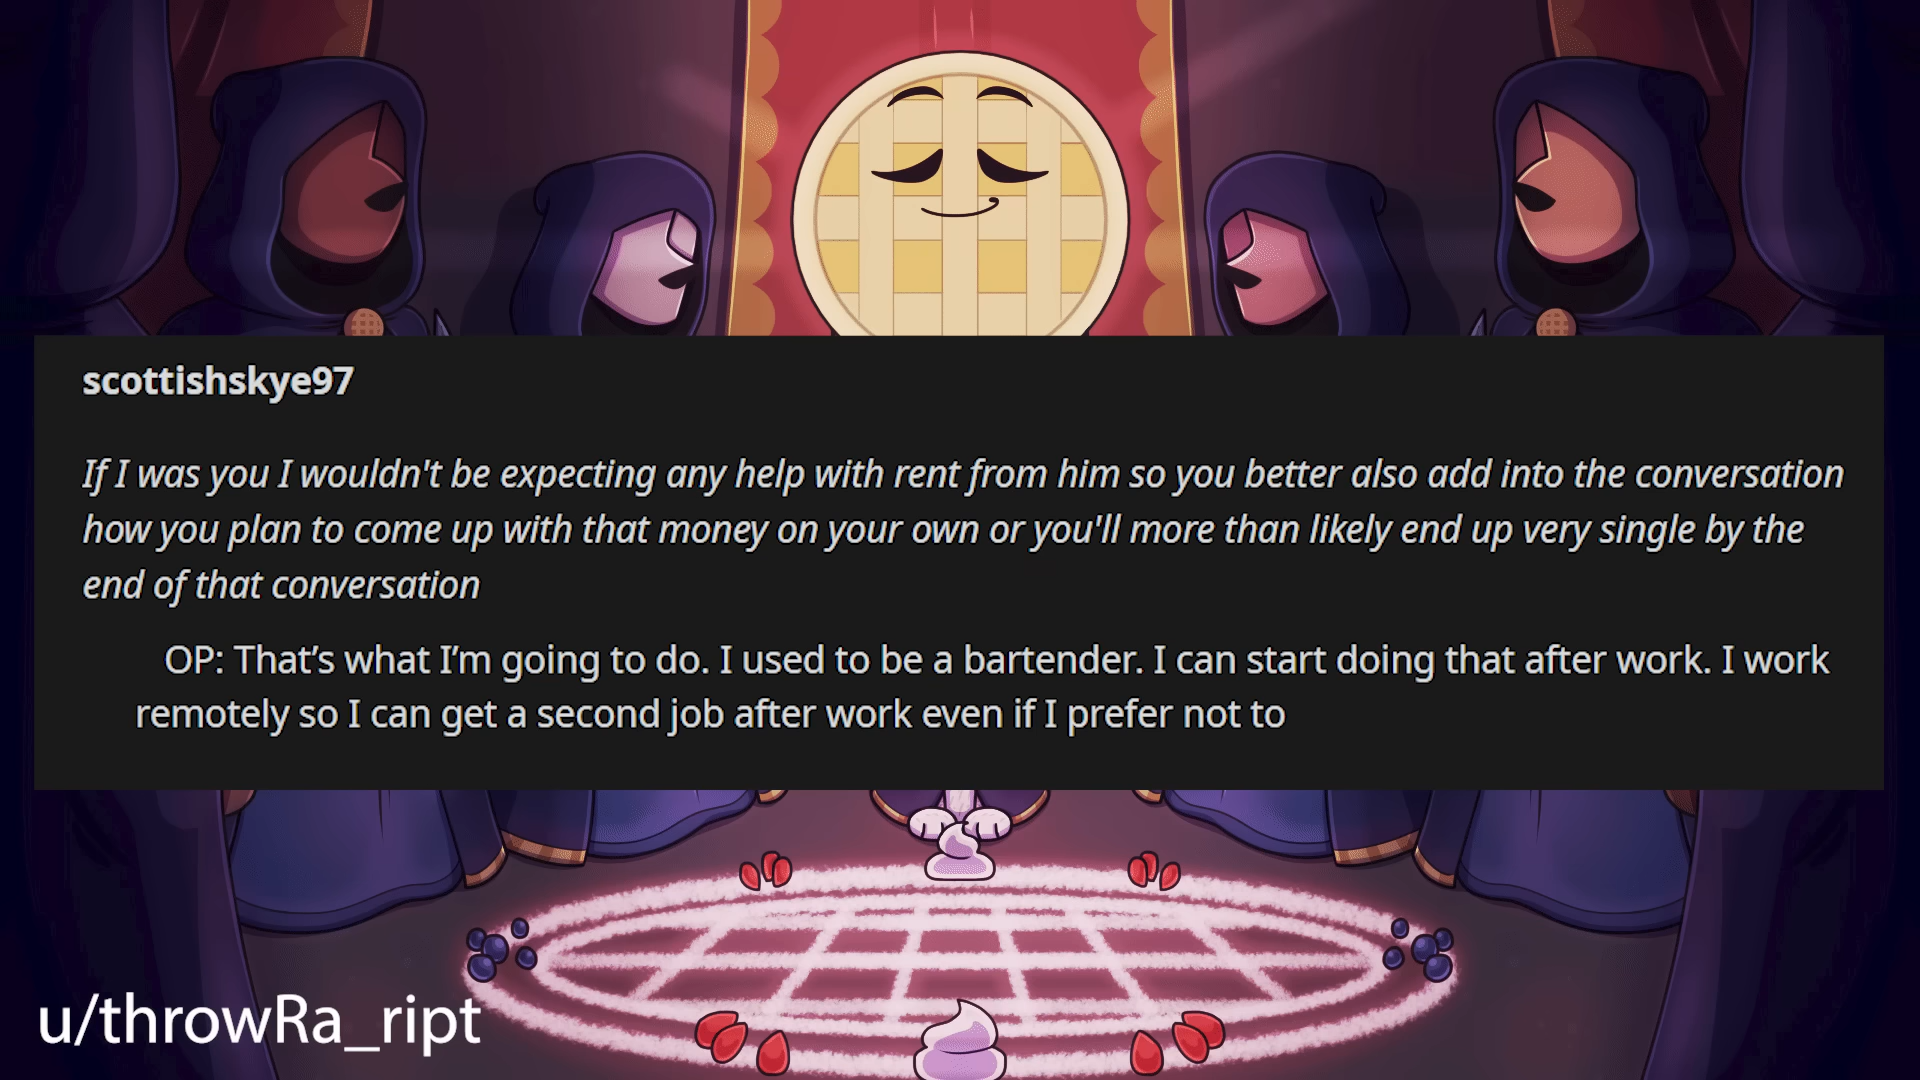 scottishskye97
If I was you I wouldn't be expecting any help with rent from him so you better also add into the conversation
how you plan to come up with that money on your own or you'll more than likely end up very single by the
end of that conversation
OP: That’s what I’m going to do. I used to be a bartender. I can start doing that after work. I work
remotely so I can get a second job after work even if I prefer not to
u/throwRa_ript